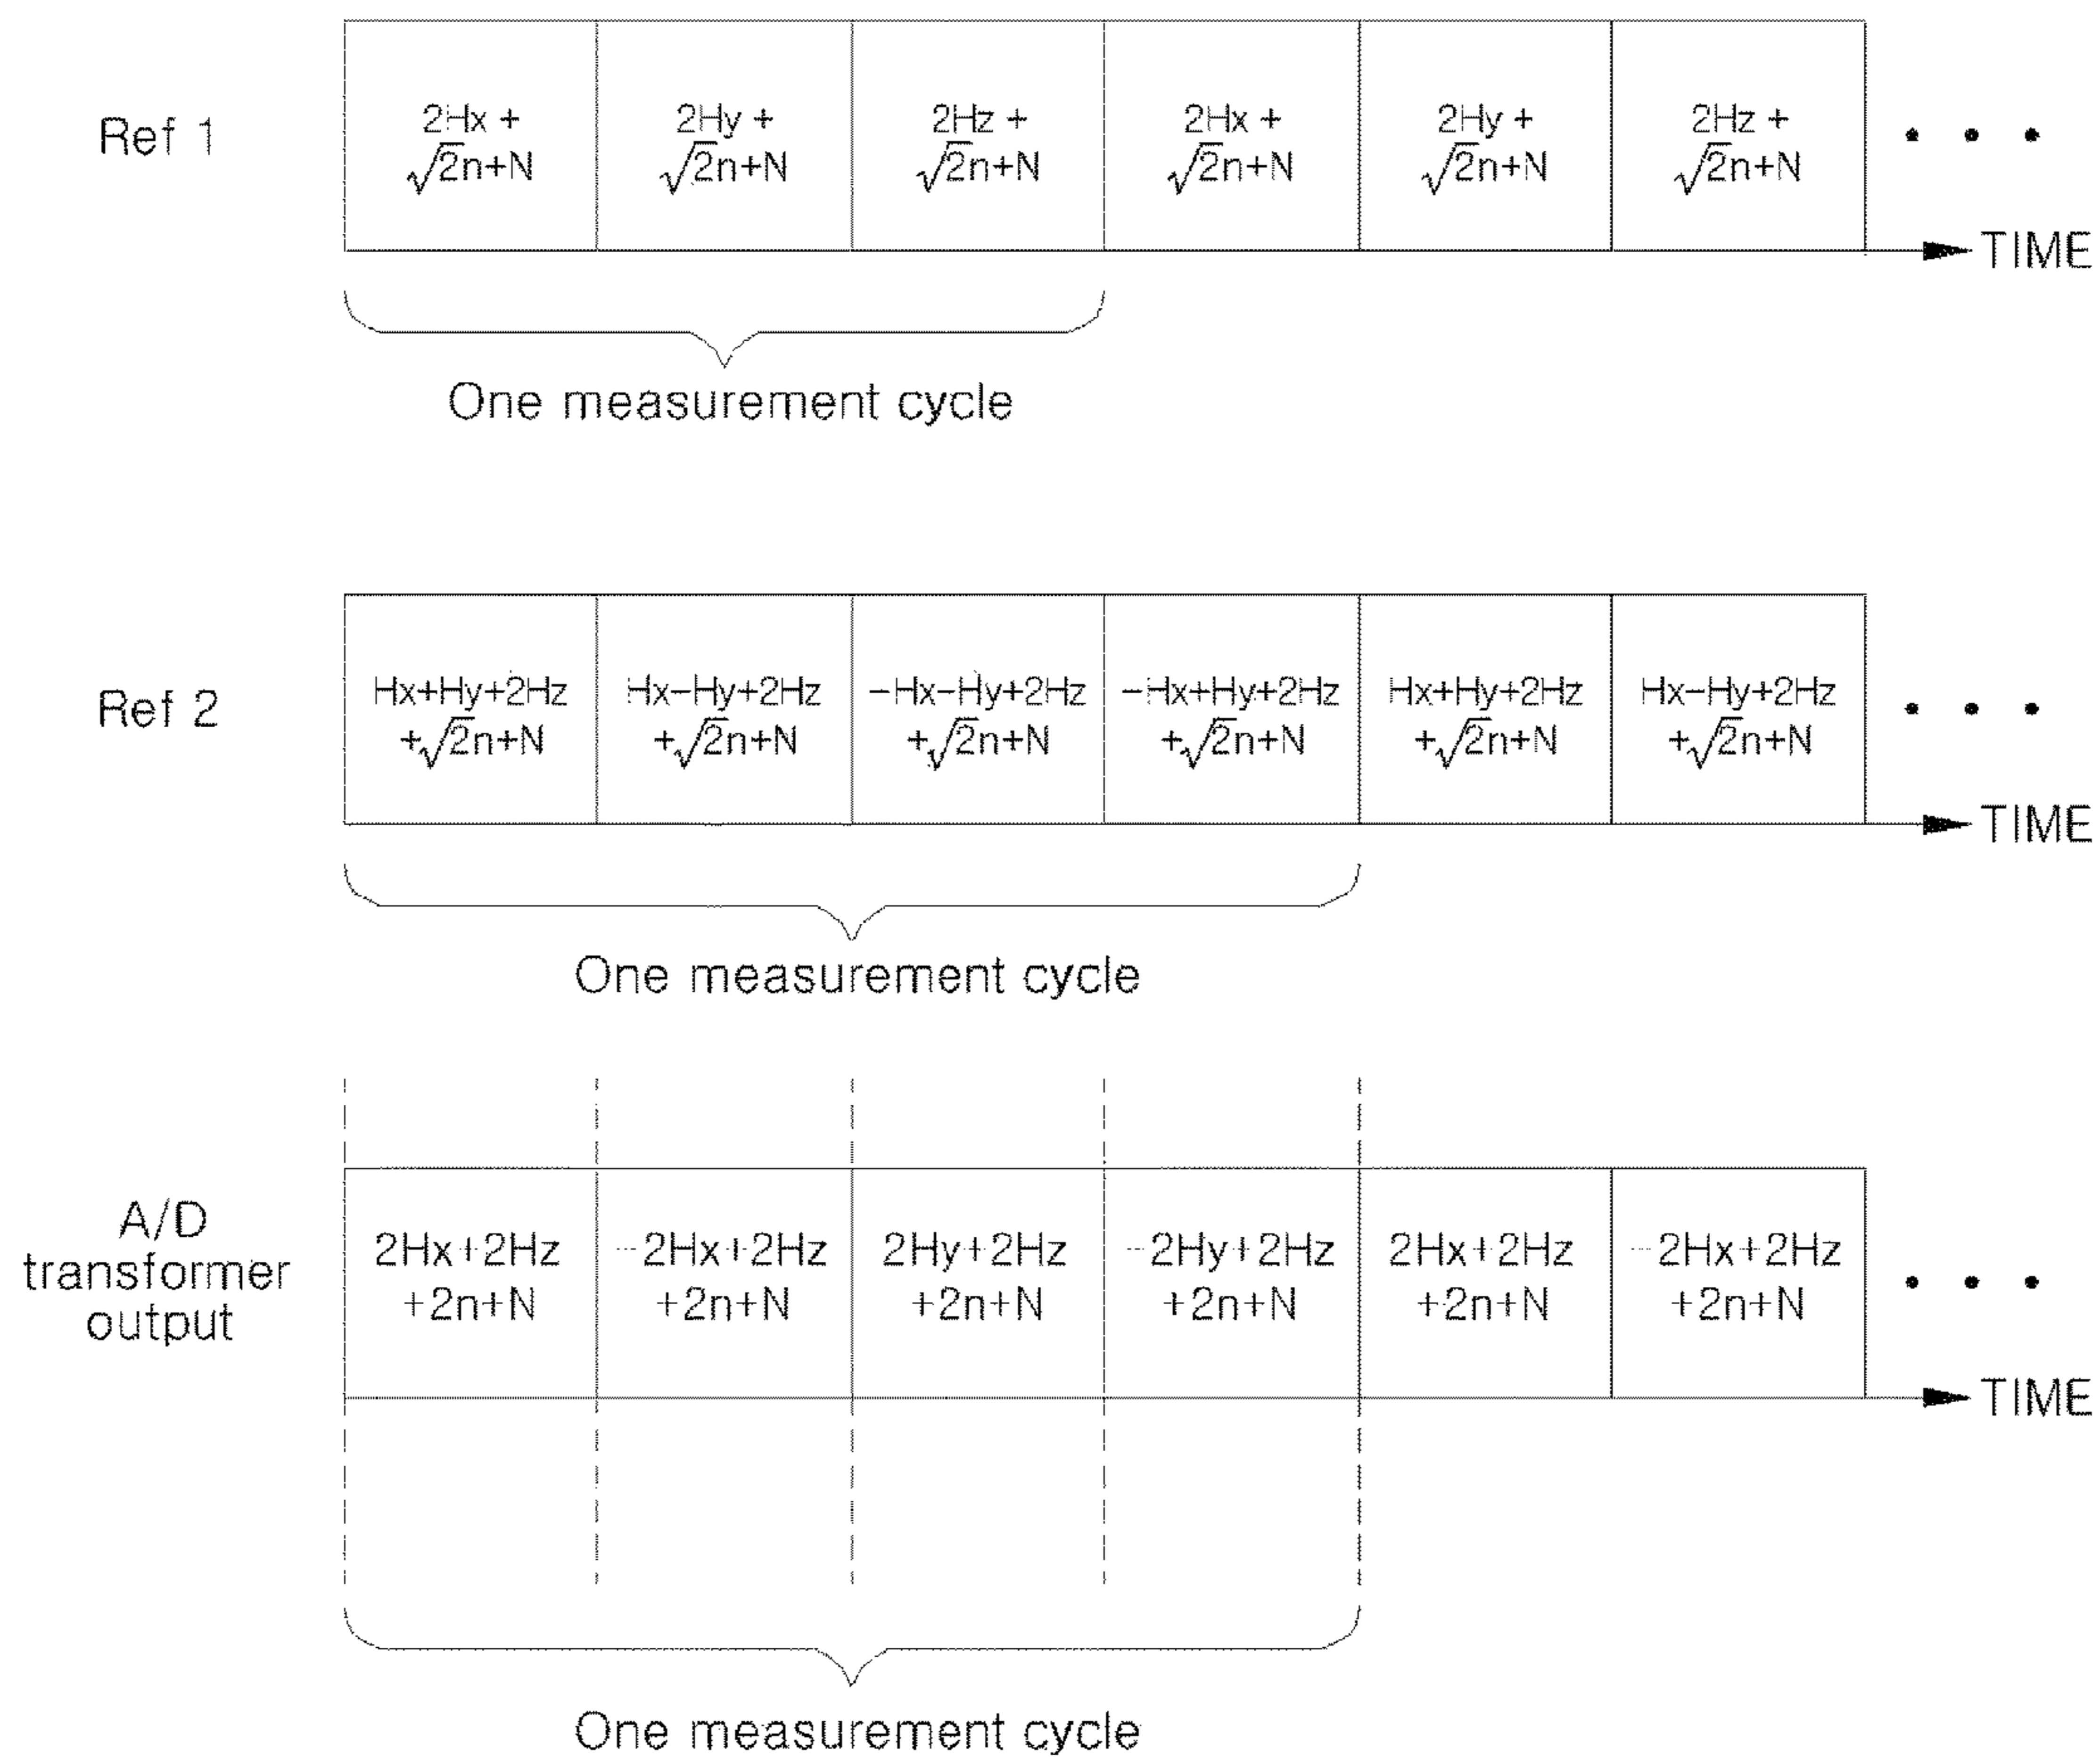 Ref 1
2Hx +
√2n+N
2Hy +
√2n+N
2Hz +
√2n+N
2Hx +
√2n+N
2Hy +
√2n+N
2Hz +
√2n+N
• • •
TIME
One measurement cycle
Ref 2
Hx+Hy+2Hz
+√2n+N
Hx-Hy+2Hz
+√2n+N
-Hx-Hy+2Hz
+√2n+N
-Hx+Hy+2Hz
+√2n+N
Hx+Hy+2Hz
+√2n+N
Hx-Hy+2Hz
+√2n+N
• • •
TIME
One measurement cycle
A/D
transformer
output
2Hx+2Hz
+2n+N
-2Hx+2Hz
+2n+N
2Hy+2Hz
+2n+N
-2Hy+2Hz
+2n+N
2Hx+2Hz
+2n+N
-2Hx+2Hz
+2n+N
• • •
TIME
One measurement cycle